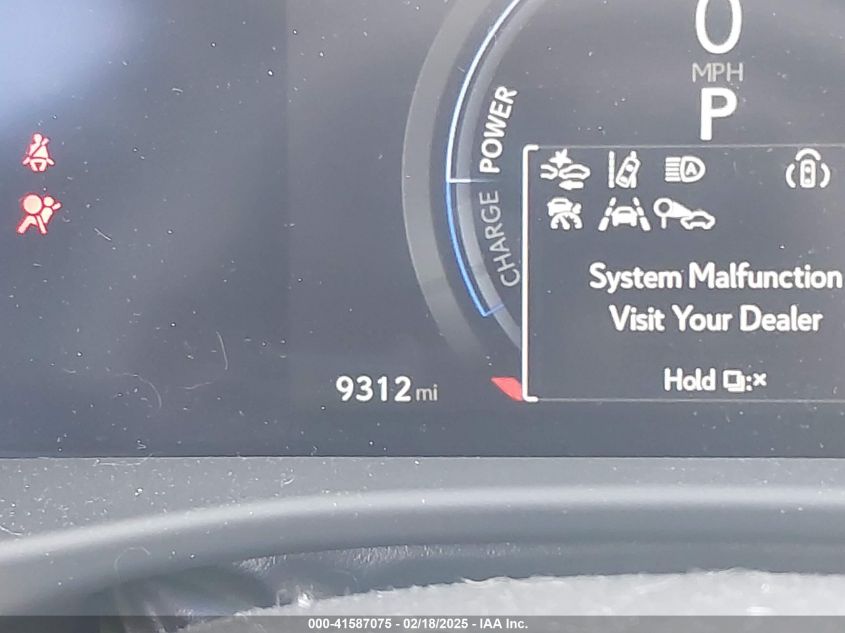 0
MPH
P
POWER
CHARGE
A
System Malfunction
Visit Your Dealer
Hold :×
9312 mi
000-41587075 - 02/18/2025 - IAA Inc.